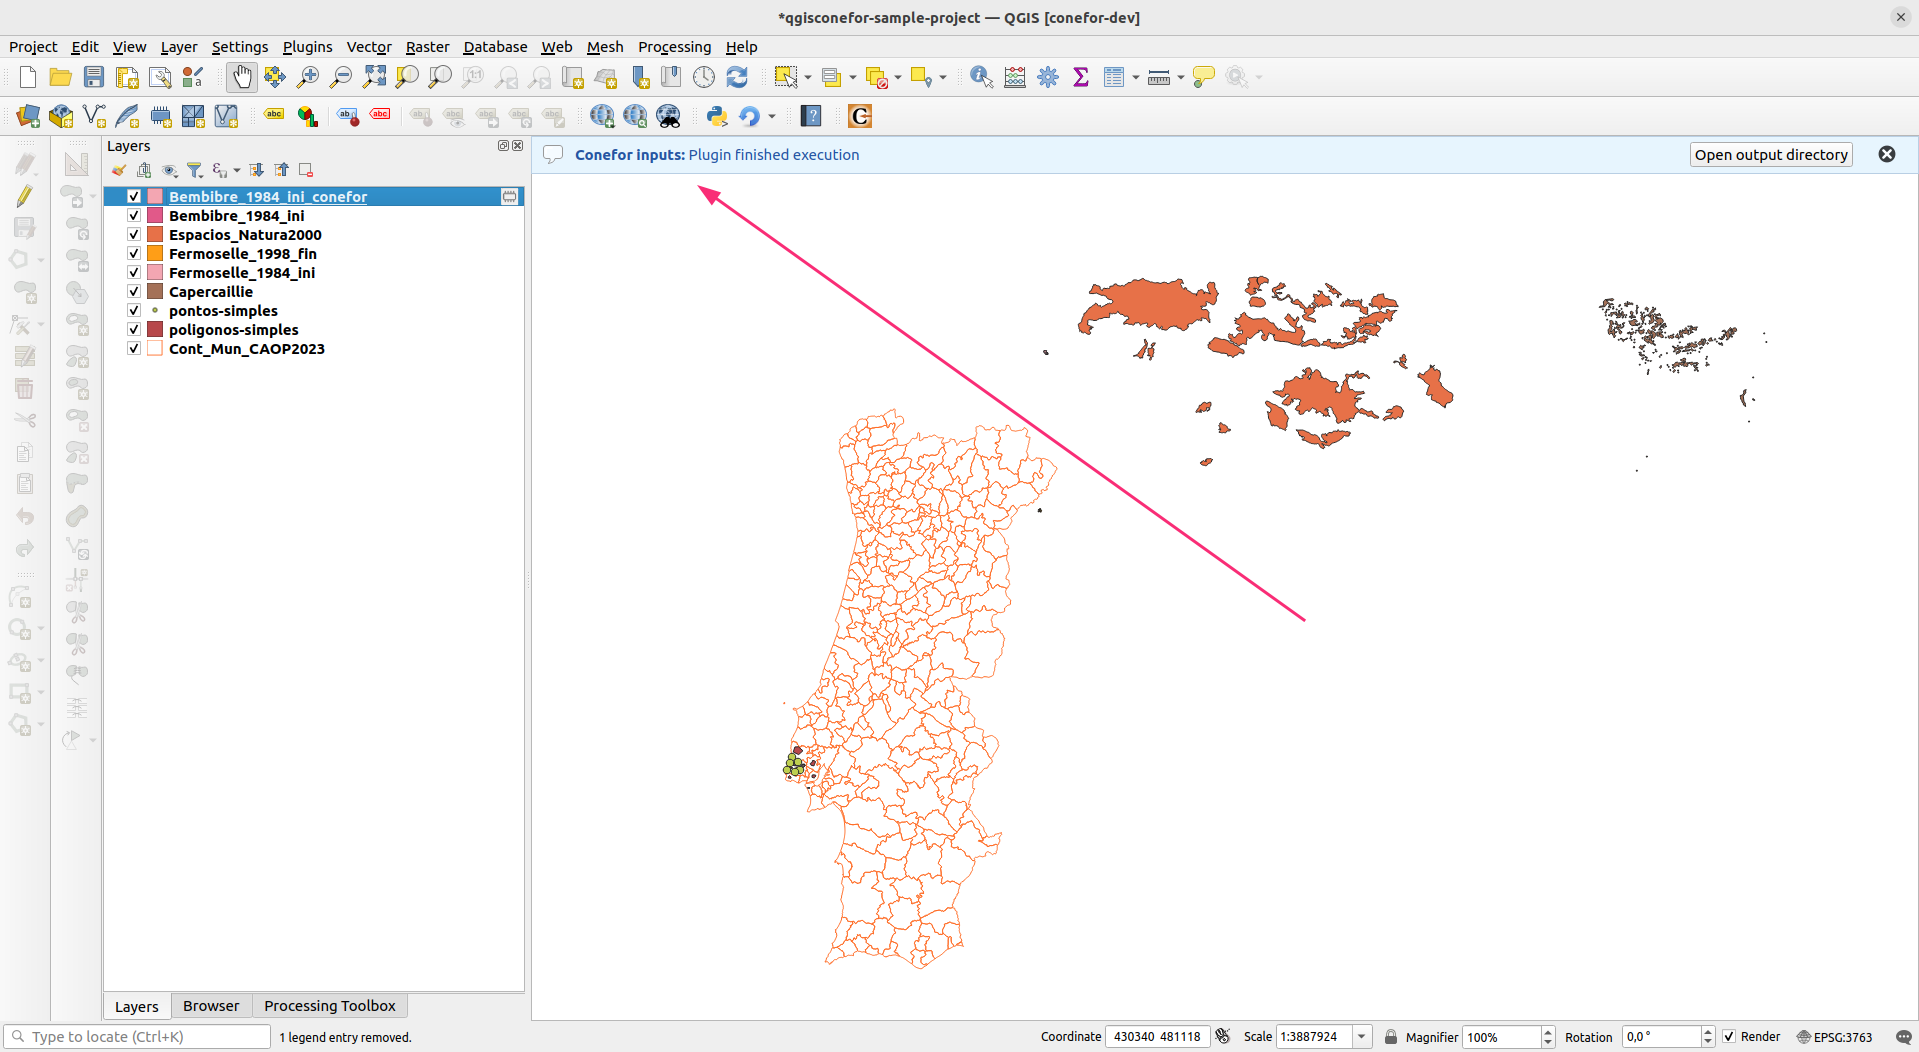 *qgisconefor-sample-project — QGIS [conefor-dev]
Project Edit View Layer Settings Plugins Vector Raster Database Web Mesh Processing Help
Layers
Conefor inputs: Plugin finished execution
Open output directory
Bembibre_1984_ini_conefor
Bembibre_1984_ini
Espacios_Natura2000
Fermoselle_1998_fin
Fermoselle_1984_ini
Capercaillie
pontos-simples
poligonos-simples
Cont_Mun_CAOP2023
Layers Browser Processing Toolbox
Type to locate (Ctrl+K)
1 legend entry removed.
Coordinate 430340 481118 Scale 1:3887924 Magnifier 100% Rotation 0,0 ° Render EPSG:3763